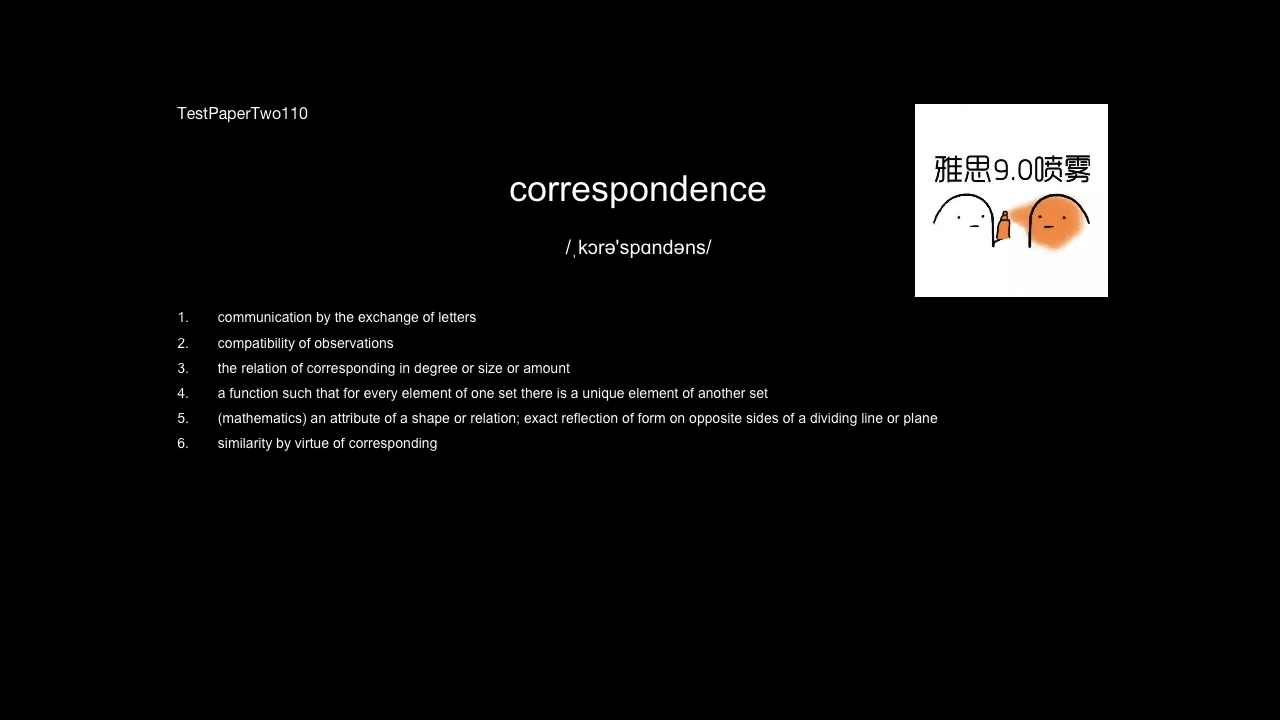 TestPaperTwo110
雅思9.0喷雾
correspondence
/ˌkɔrə'spɑndəns/
1. communication by the exchange of letters
2. compatibility of observations
3. the relation of corresponding in degree or size or amount
4. a function such that for every element of one set there is a unique element of another set
5. (mathematics) an attribute of a shape or relation; exact reflection of form on opposite sides of a dividing line or plane
6. similarity by virtue of corresponding